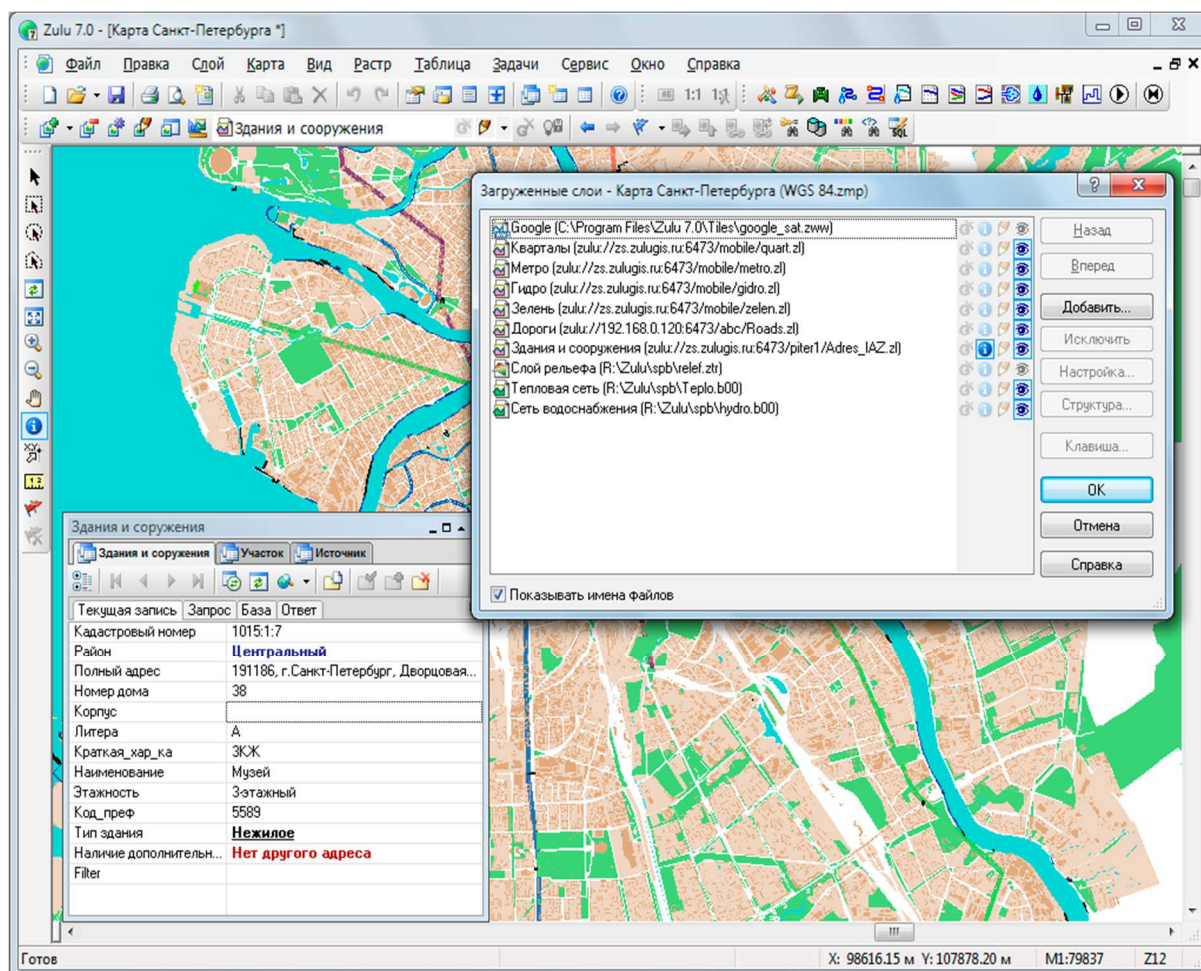 Zulu 7.0 - [Карта Санкт-Петербурга *]
Файл Правка Слой Карта Вид Растр Таблица Задачи Сервис Окно Справка
1:1
Здания и сооружения
SQL
Загруженные слои - Карта Санкт-Петербурга (WGS 84.zmp)
Google (C:\Program Files\Zulu 7.0\Tiles\google_sat.zww)
Кварталы (zulu://zs.zulugis.ru:6473/mobile/quart.zl)
Метро (zulu://zs.zulugis.ru:6473/mobile/metro.zl)
Гидро (zulu://zs.zulugis.ru:6473/mobile/gidro.zl)
Зелень (zulu://zs.zulugis.ru:6473/mobile/zelen.zl)
Дороги (zulu://192.168.0.120:6473/abc/Roads.zl)
Здания и сооружения (zulu://zs.zulugis.ru:6473/piter1/Adres_IAZ.zl)
Слой рельефа (R:\Zulu\spb\relef.ztr)
Тепловая сеть (R:\Zulu\spb\Teplo.b00)
Сеть водоснабжения (R:\Zulu\spb\hydro.b00)
Назад
Вперед
Добавить...
Исключить
Настройка...
Структура...
Клавиша...
OK
Отмена
Справка
Показывать имена файлов
Здания и соружения
Здания и соружения Участок Источник
Текущая запись Запрос База Ответ
Кадастровый номер 1015:1:7
Район Центральный
Полный адрес 191186, г.Санкт-Петербург, Дворцовая...
Номер дома 38
Корпус
Литера А
Краткая_хар_ка 3КЖ
Наименование Музей
Этажность 3-этажный
Код_преф 5589
Тип здания Нежилое
Наличие дополнительн... Нет другого адреса
Filter
Готов X: 98616.15 м Y: 107878.20 м М1:79837 Z12